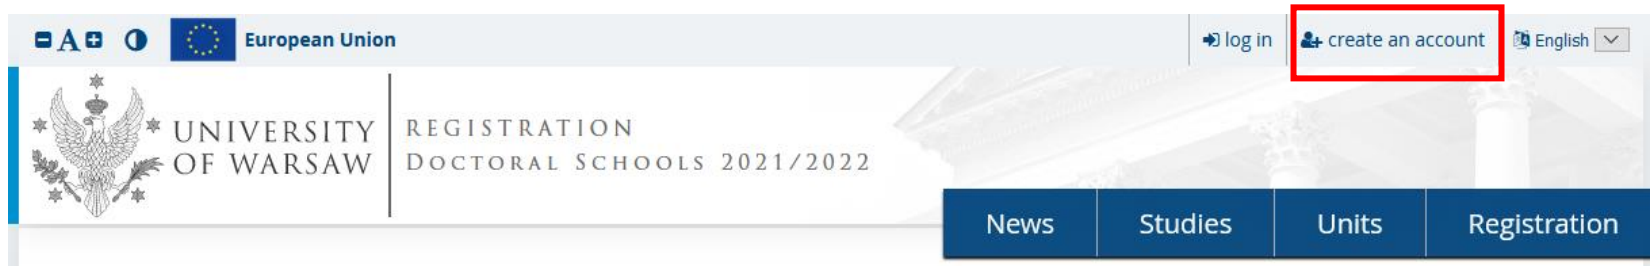 A European Union log in create an account English
UNIVERSITY OF WARSAW
REGISTRATION
DOCTORAL SCHOOLS 2021/2022
News Studies Units Registration